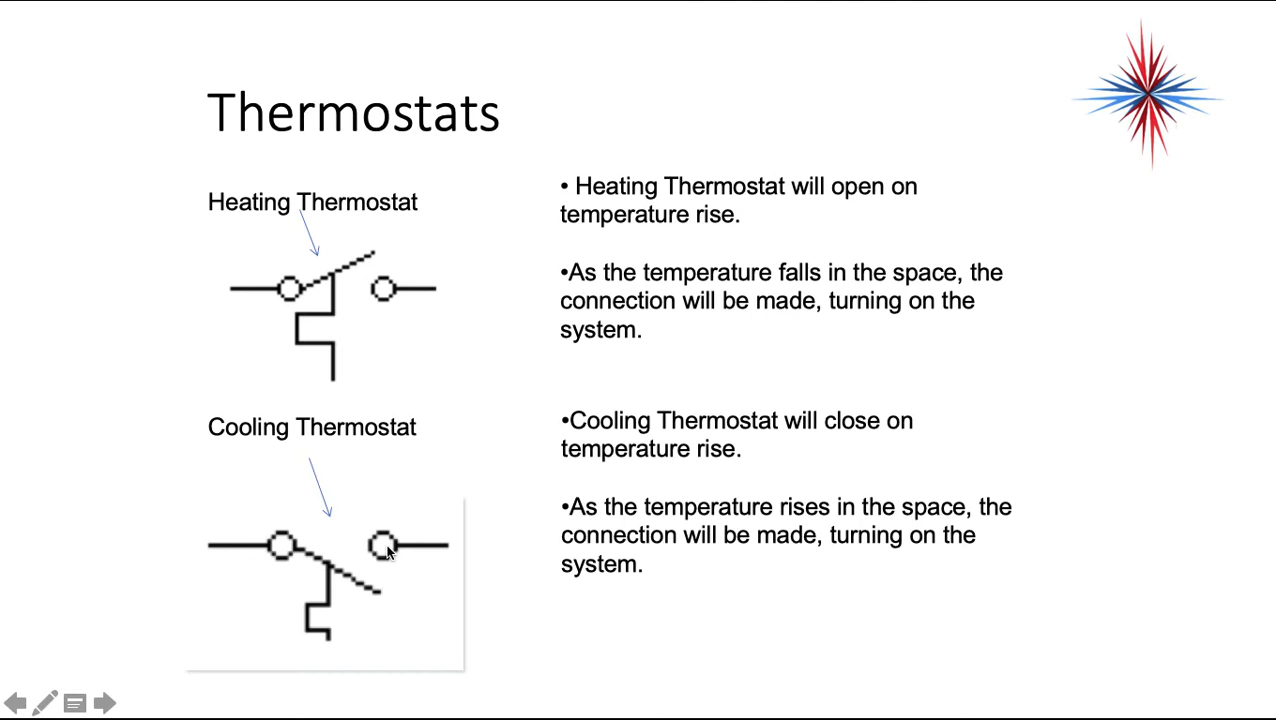 Thermostats
Heating Thermostat
• Heating Thermostat will open on
temperature rise.
•As the temperature falls in the space, the
connection will be made, turning on the
system.
Cooling Thermostat
•Cooling Thermostat will close on
temperature rise.
•As the temperature rises in the space, the
connection will be made, turning on the
system.